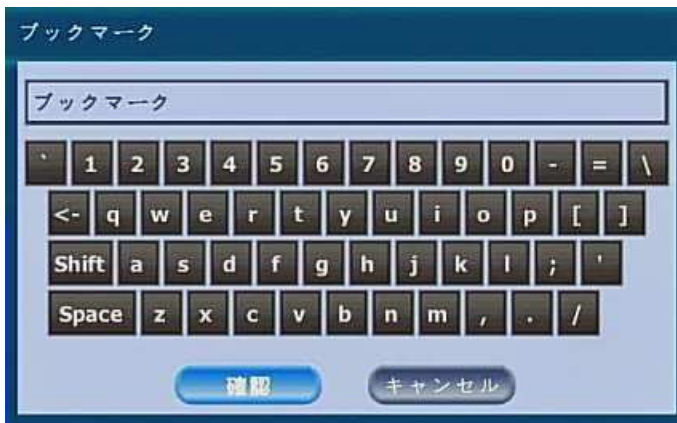 ブックマーク
ブックマーク
` 1 2 3 4 5 6 7 8 9 0 - = \
<- q w e r t y u i o p [ ]
Shift a s d f g h j k l ; '
Space z x c v b n m , . /
確認 キャンセル